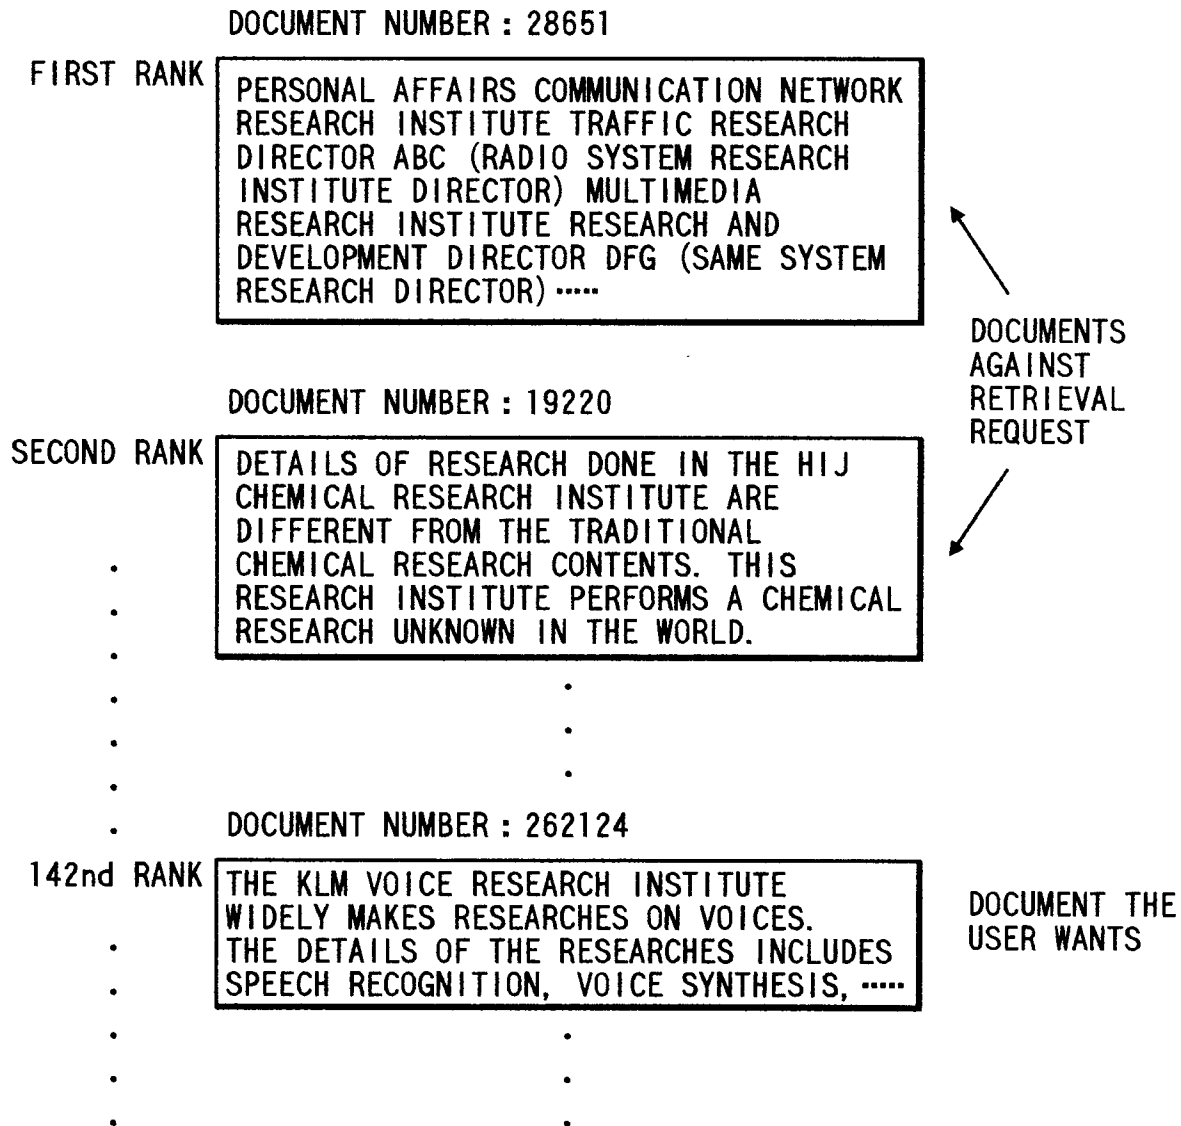 DOCUMENT NUMBER : 28651
FIRST RANK
PERSONAL AFFAIRS COMMUNICATION NETWORK
RESEARCH INSTITUTE TRAFFIC RESEARCH
DIRECTOR ABC (RADIO SYSTEM RESEARCH
INSTITUTE DIRECTOR) MULTIMEDIA
RESEARCH INSTITUTE RESEARCH AND
DEVELOPMENT DIRECTOR DFG (SAME SYSTEM
RESEARCH DIRECTOR) ·····
DOCUMENTS
AGAINST
RETRIEVAL
REQUEST
DOCUMENT NUMBER : 19220
SECOND RANK
DETAILS OF RESEARCH DONE IN THE HIJ
CHEMICAL RESEARCH INSTITUTE ARE
DIFFERENT FROM THE TRADITIONAL
CHEMICAL RESEARCH CONTENTS. THIS
RESEARCH INSTITUTE PERFORMS A CHEMICAL
RESEARCH UNKNOWN IN THE WORLD.
DOCUMENT NUMBER : 262124
142nd RANK
THE KLM VOICE RESEARCH INSTITUTE
WIDELY MAKES RESEARCHES ON VOICES.
THE DETAILS OF THE RESEARCHES INCLUDES
SPEECH RECOGNITION, VOICE SYNTHESIS, ·····
DOCUMENT THE
USER WANTS